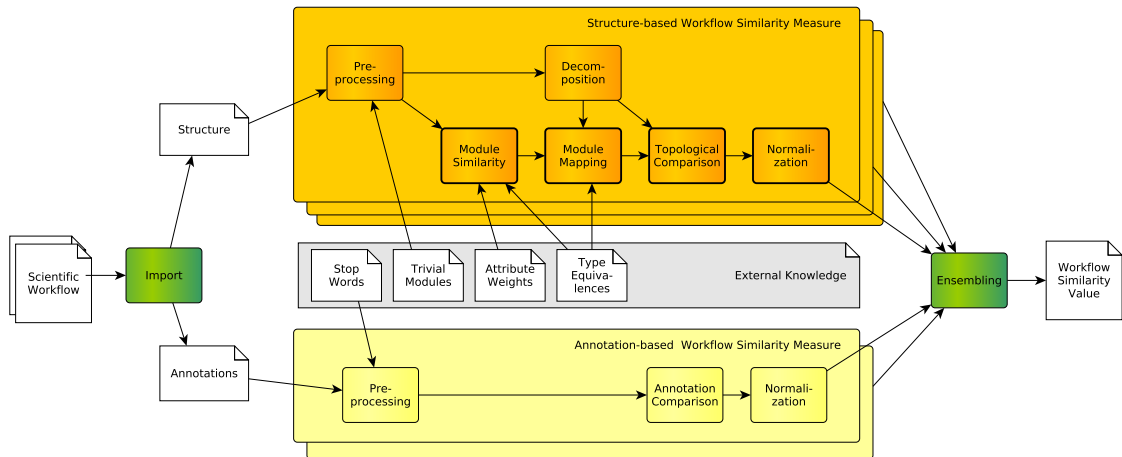 Structure-based Workflow Similarity Measure
Pre-
processing
Decom-
position
Structure
Module
Similarity
Module
Mapping
Topological
Comparison
Normali-
zation
Scientific
Workflow
Import
Stop
Words
Trivial
Modules
Attribute
Weights
Type
Equiva-
lences
External Knowledge
Ensembling
Workflow
Similarity
Value
Annotation-based Workflow Similarity Measure
Annotations
Pre-
processing
Annotation
Comparison
Normali-
zation